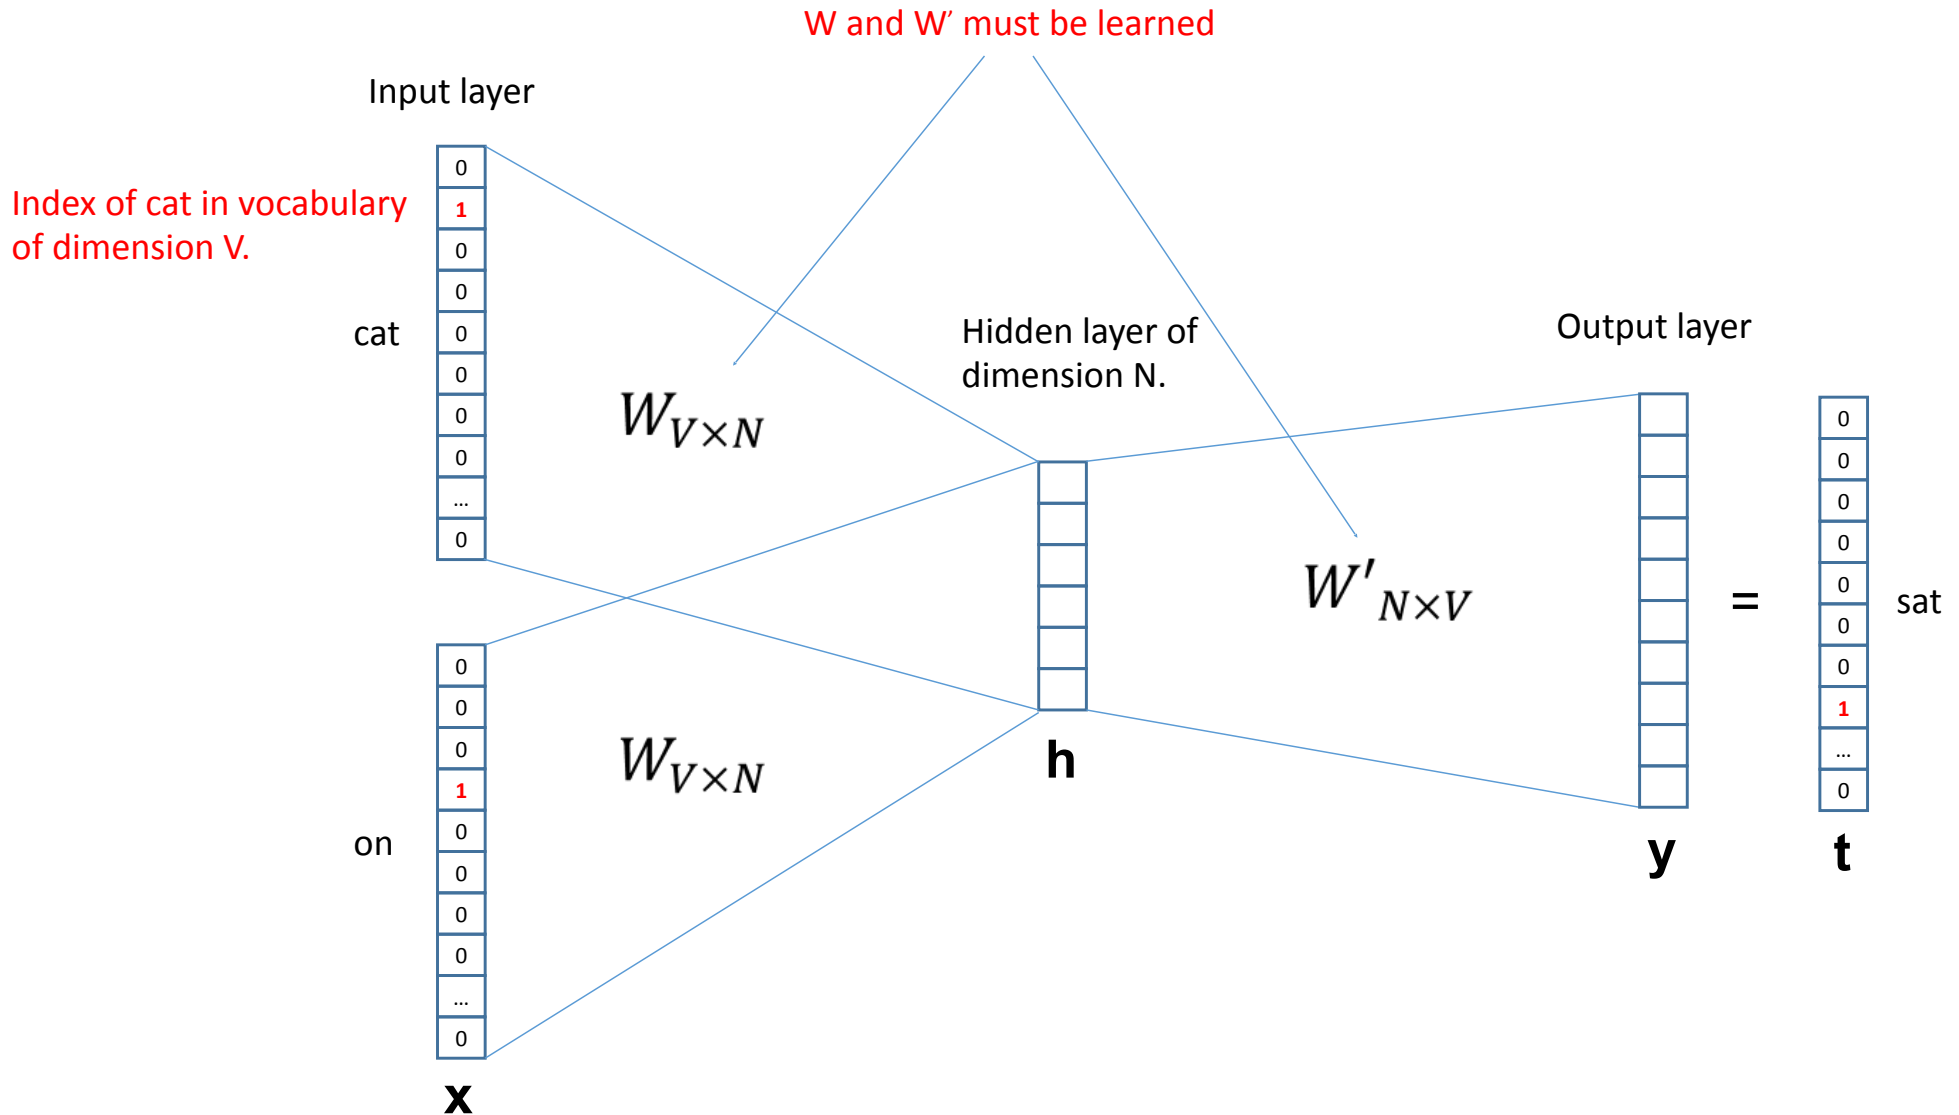 W and W’ must be learned
Input layer
Index of cat in vocabulary
of dimension V.
cat
0
1
0
0
0
0
0
0
...
0
W_{V×N}
Hidden layer of
dimension N.
Output layer
on
0
0
0
1
0
0
0
0
...
0
x
W_{V×N}
h
W'_{N×V}
y
=
0
0
0
0
0
0
0
1
...
0
sat
t